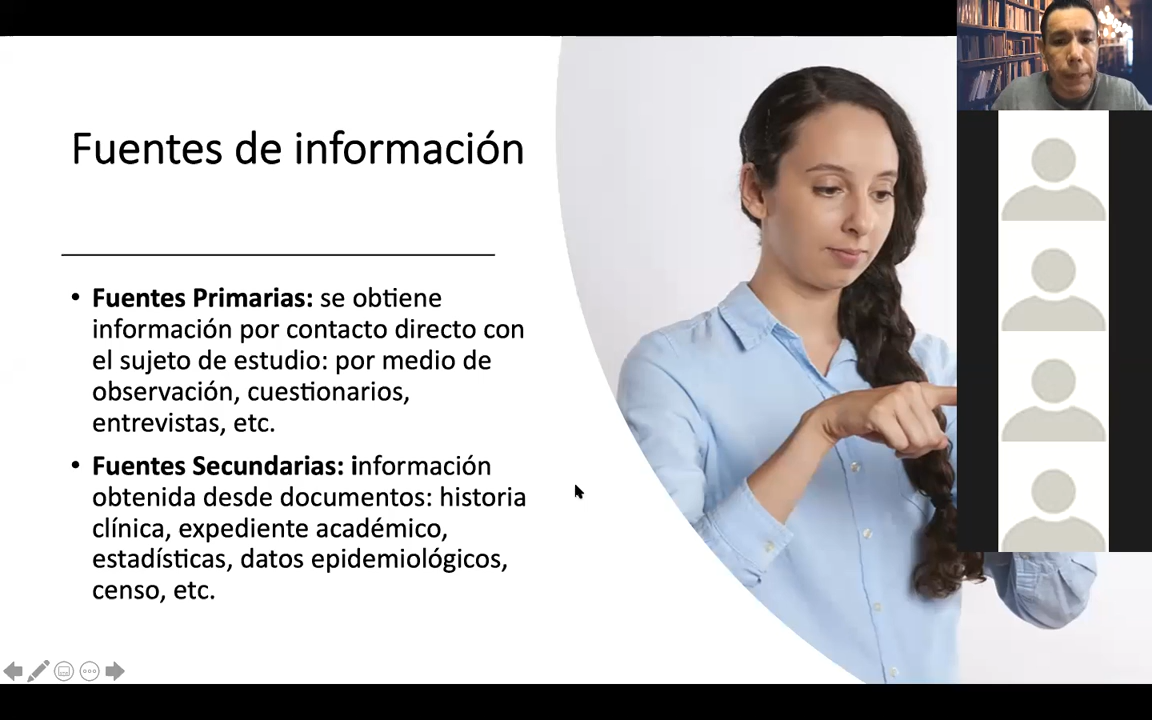 Fuentes de información
• Fuentes Primarias: se obtiene
información por contacto directo con
el sujeto de estudio: por medio de
observación, cuestionarios,
entrevistas, etc.
• Fuentes Secundarias: información
obtenida desde documentos: historia
clínica, expediente académico,
estadísticas, datos epidemiológicos,
censo, etc.